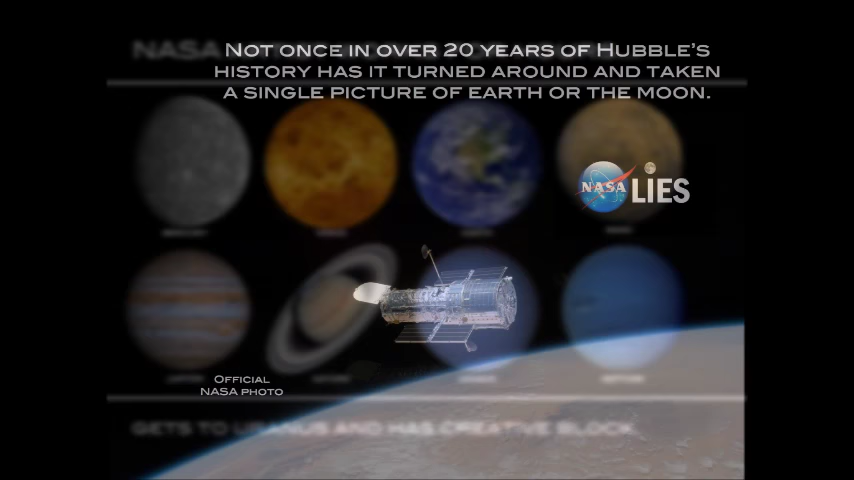 NASA
NOT ONCE IN OVER 20 YEARS OF HUBBLE'S
HISTORY HAS IT TURNED AROUND AND TAKEN
A SINGLE PICTURE OF EARTH OR THE MOON.
NASA LIES
OFFICIAL
NASA PHOTO
GETS TO URANUS AND HAS CREATIVE BLOCK